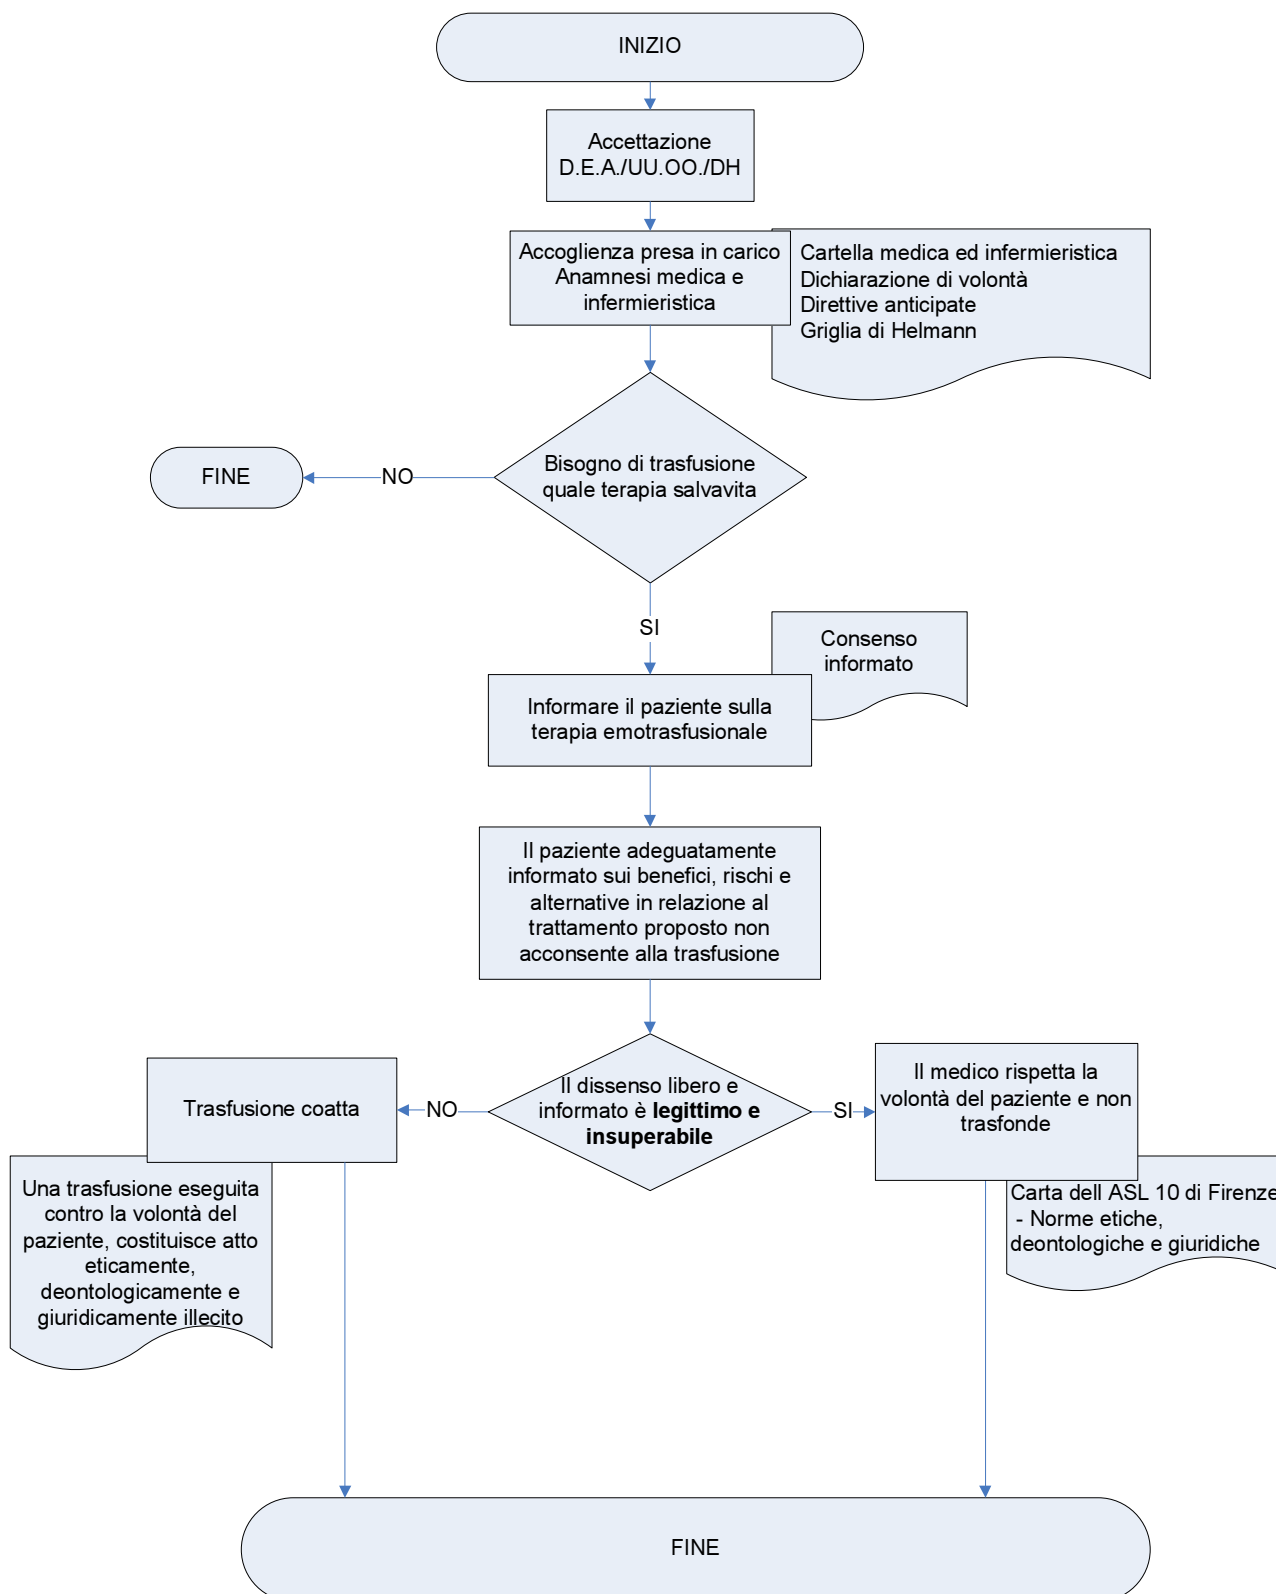 INIZIO
Accettazione
D.E.A./UU.OO./DH
Accoglienza presa in carico
Anamnesi medica e
infermieristica
Cartella medica ed infermieristica
Dichiarazione di volontà
Direttive anticipate
Griglia di Helmann
Bisogno di trasfusione
quale terapia salvavita
NO
FINE
SI
Consenso
informato
Informare il paziente sulla
terapia emotrasfusionale
Il paziente adeguatamente
informato sui benefici, rischi e
alternative in relazione al
trattamento proposto non
acconsente alla trasfusione
Il dissenso libero e
informato è legittimo e
insuperabile
NO
Trasfusione coatta
Una trasfusione eseguita
contro la volontà del
paziente, costituisce atto
eticamente,
deontologicamente e
giuridicamente illecito
SI
Il medico rispetta la
volontà del paziente e non
trasfonde
Carta dell ASL 10 di Firenze
- Norme etiche,
deontologiche e giuridiche
FINE